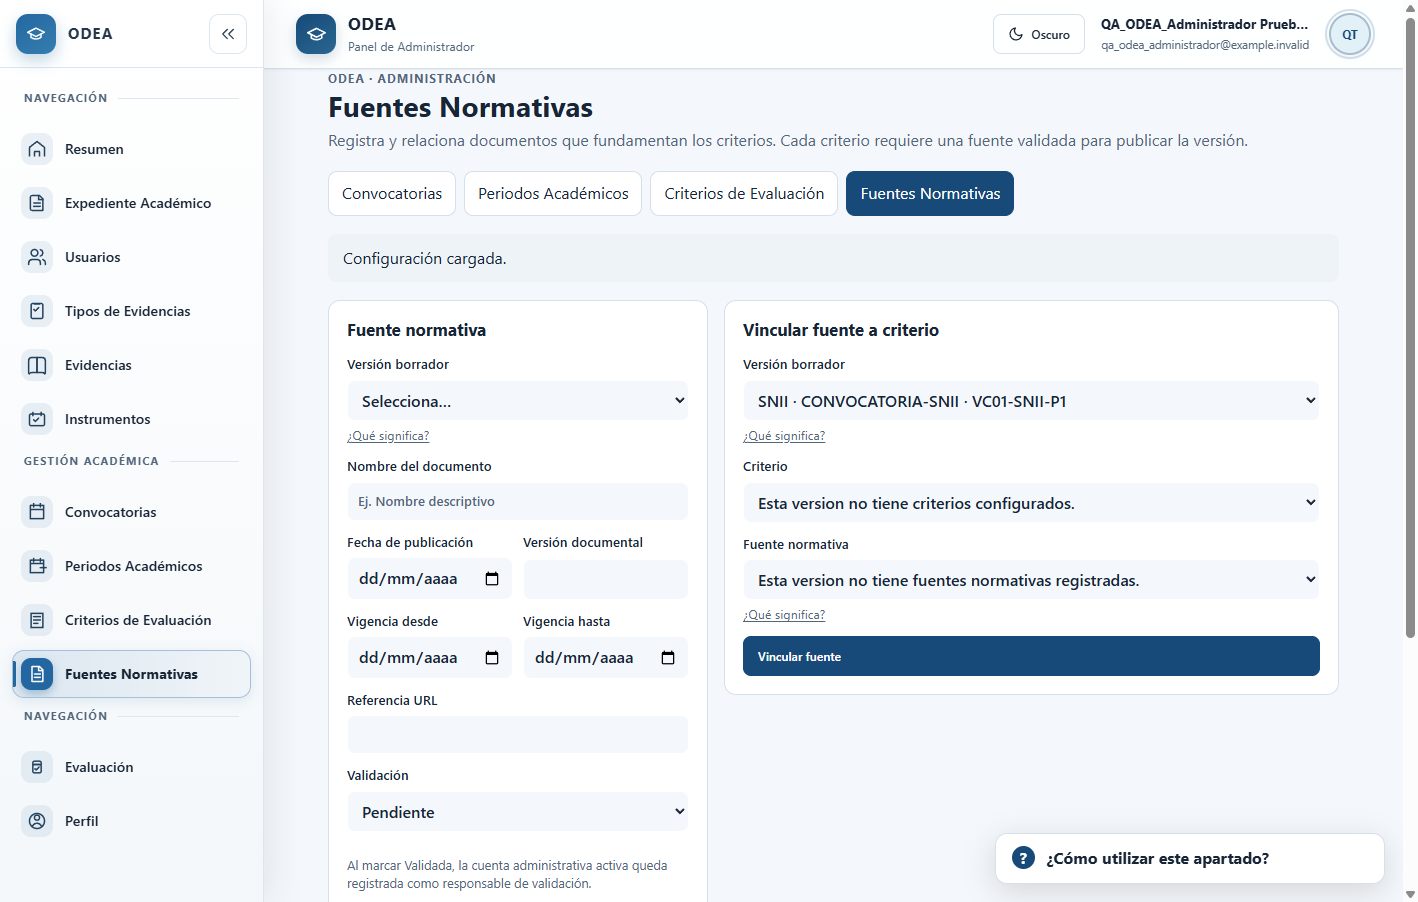 ODEA
NAVEGACIÓN
Resumen
Expediente Académico
Usuarios
Tipos de Evidencias
Evidencias
Instrumentos
GESTIÓN ACADÉMICA
Convocatorias
Periodos Académicos
Criterios de Evaluación
Fuentes Normativas
NAVEGACIÓN
Evaluación
Perfil
ODEA
Panel de Administrador
Oscuro
QA_ODEA_Administrador Prueb...
qa_odea_administrador@example.invalid
QT
ODEA · ADMINISTRACIÓN
Fuentes Normativas
Registra y relaciona documentos que fundamentan los criterios. Cada criterio requiere una fuente validada para publicar la versión.
Convocatorias
Periodos Académicos
Criterios de Evaluación
Fuentes Normativas
Configuración cargada.
Fuente normativa
Versión borrador
Selecciona...
¿Qué significa?
Nombre del documento
Ej. Nombre descriptivo
Fecha de publicación
Versión documental
dd/mm/aaaa
Vigencia desde
Vigencia hasta
dd/mm/aaaa
dd/mm/aaaa
Referencia URL
Validación
Pendiente
Al marcar Validada, la cuenta administrativa activa queda
registrada como responsable de validación.
Vincular fuente a criterio
Versión borrador
SNII · CONVOCATORIA-SNII · VC01-SNII-P1
¿Qué significa?
Criterio
Esta version no tiene criterios configurados.
Fuente normativa
Esta version no tiene fuentes normativas registradas.
¿Qué significa?
Vincular fuente
? ¿Cómo utilizar este apartado?